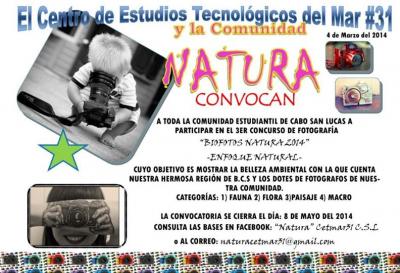 El Centro de Estudios Tecnológicos del Mar #31
y la Comunidad
4 de Marzo del 2014
NATURA
CONVOCAN
A TODA LA COMUNIDAD ESTUDIANTIL DE CABO SAN LUCAS A
PARTICIPAR EN EL 3ER CONCURSO DE FOTOGRAFÍA
"BIOFOTOS NATURA 2014"
-ENFOQUE NATURAL-
CUYO OBJETIVO ES MOSTRAR LA BELLEZA AMBIENTAL CON LA QUE CUENTA
NUESTRA HERMOSA REGIÓN DE B.C.S Y LOS DOTES DE FOTOGRAFOS DE NUES-
TRA COMUNIDAD.
CATEGORÍAS: 1) FAUNA 2) FLORA 3)PAISAJE 4) MACRO
LA CONVOCATORIA SE CIERRA EL DÍA: 8 DE MAYO DEL 2014
CONSULTA LAS BASES EN FACEBOOK: "Natura" Cetmar31 C.S.L
o AL CORREO: naturacetmar31@gmail.com